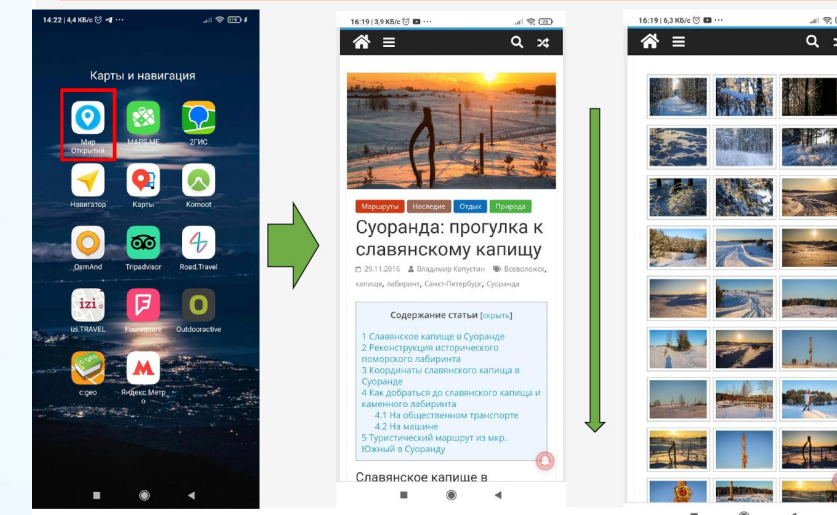 14:22 | 4,4 КБ/с
Карты и навигация
Мир
Открытий
MAPS.ME
2ГИС
Навигатор
Карты
Komoot
OsmAnd
Tripadvisor
Road.Travel
izi.
izi.TRAVEL
Foursquare
Outdooractive
c:geo
Яндекс.Метр
о
16:19 | 3,9 КБ/с
Маршруты
Наследие
Отдых
Природа
Суоранда: прогулка к
славянскому капищу
29.11.2016 Владимир Капустин Всеволожск,
капище, лабиринт, Санкт-Петербург, Суоранда
Содержание статьи [скрыть]
1 Славянское капище в Суоранде
2 Реконструкция исторического
поморского лабиринта
3 Координаты славянского капища в
Суоранде
4 Как добраться до славянского капища и
каменного лабиринта
4.1 На общественном транспорте
4.2 На машине
5 Туристический маршрут из мкр.
Южный в Суоранду
Славянское капище в
16:19 | 6,3 КБ/с